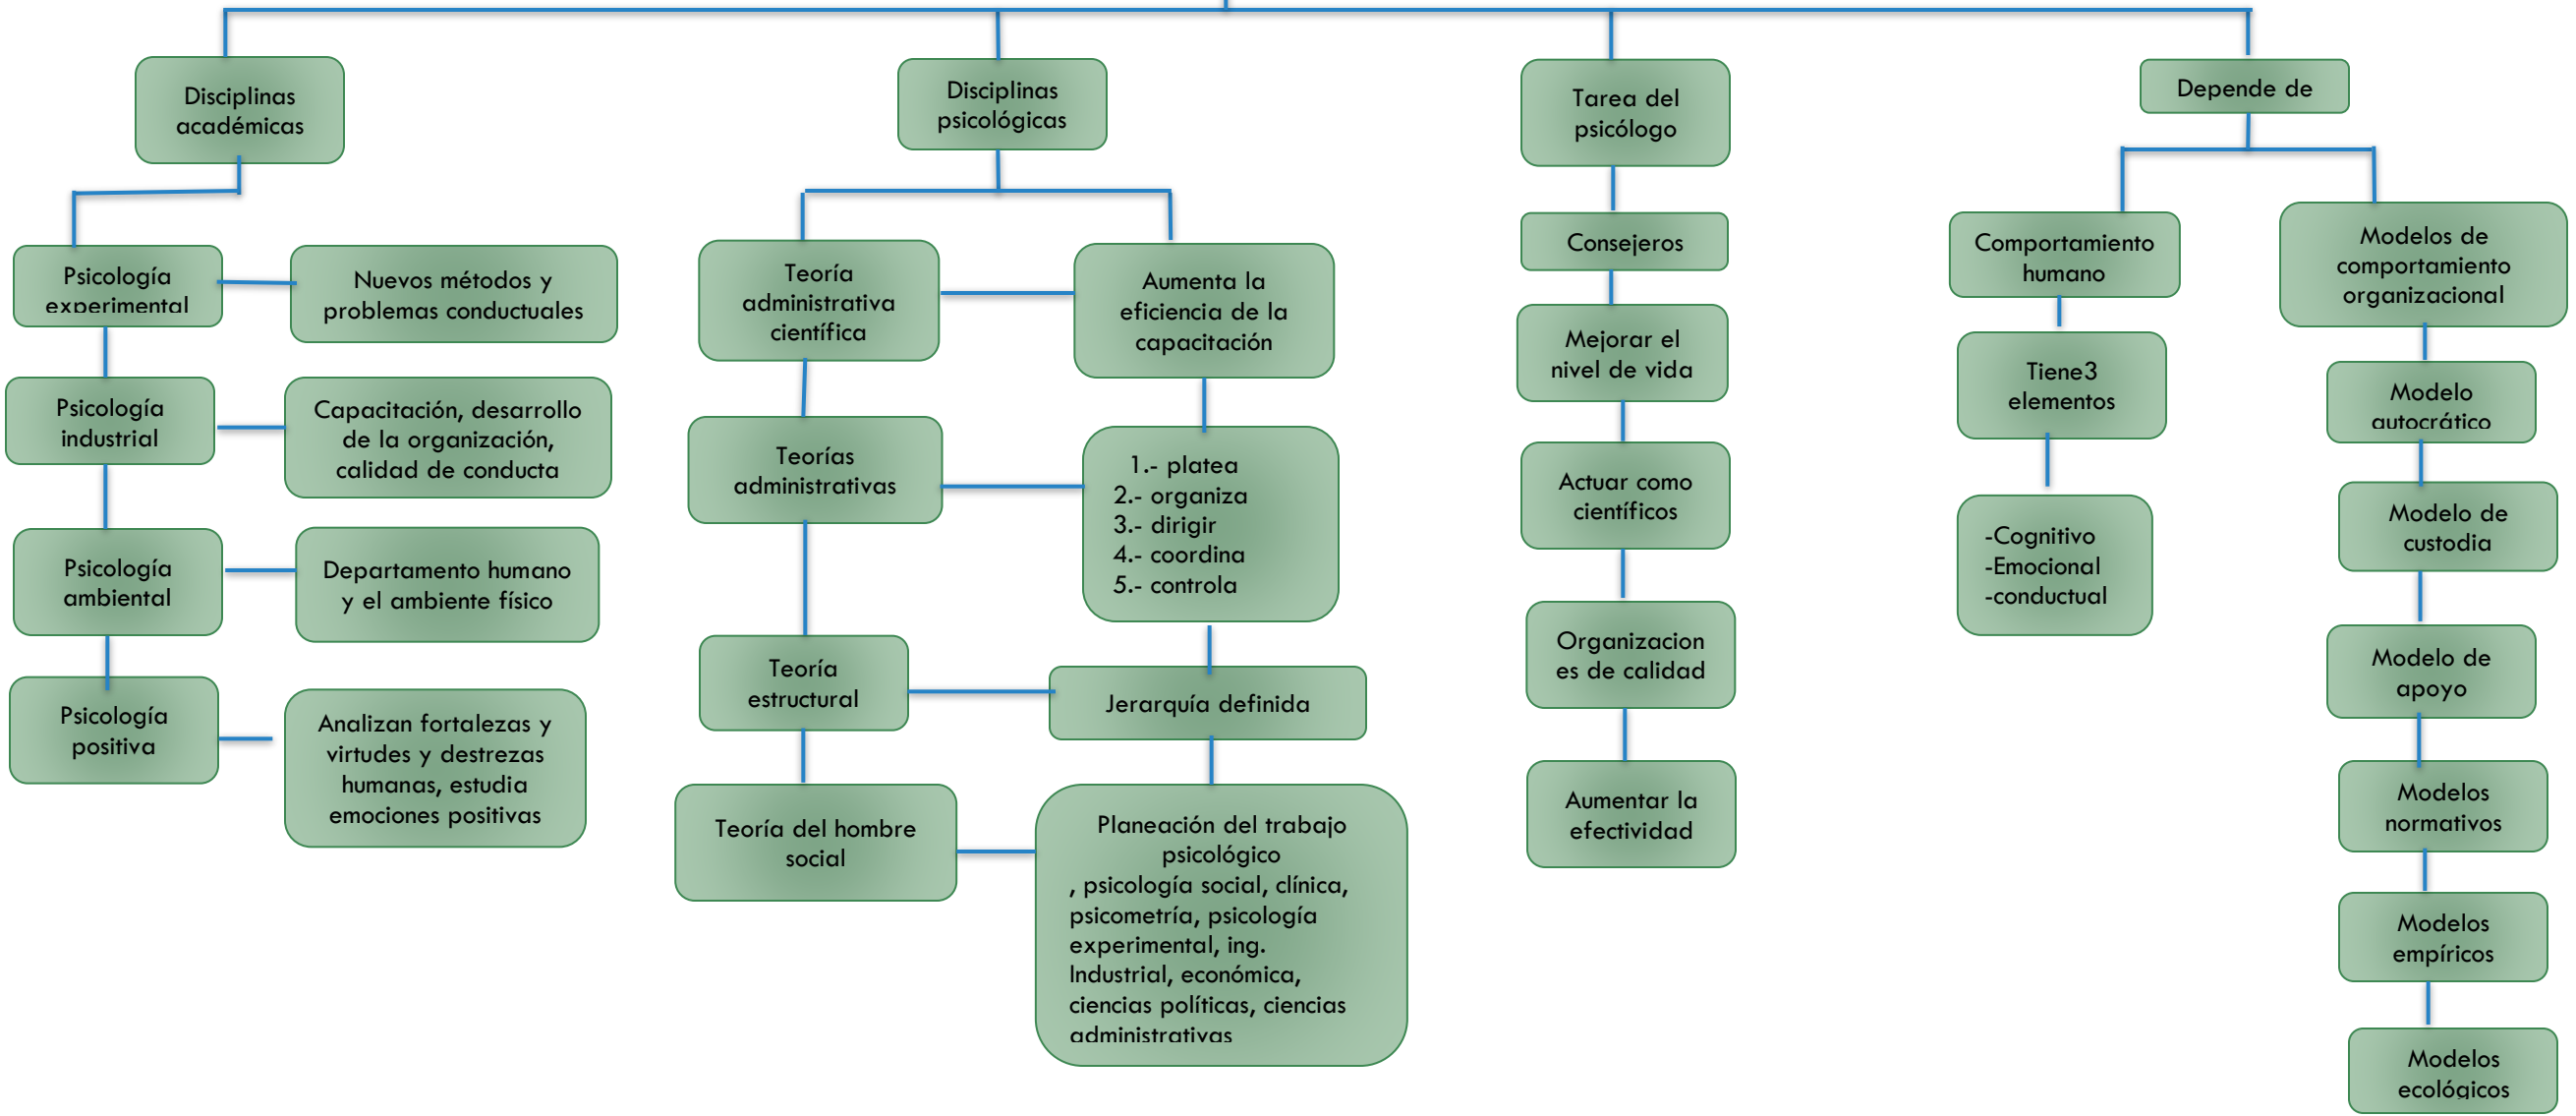 Disciplinas
académicas
Psicología
experimental
Nuevos métodos y
problemas conductuales
Psicología
industrial
Capacitación, desarrollo
de la organización,
calidad de conducta
Psicología
ambiental
Departamento humano
y el ambiente físico
Psicología
positiva
Analizan fortalezas y
virtudes y destrezas
humanas, estudia
emociones positivas
Disciplinas
psicológicas
Teoría
administrativa
científica
Aumenta la
eficiencia de la
capacitación
Teorías
administrativas
1.- platea
2.- organiza
3.- dirigir
4.- coordina
5.- controla
Teoría
estructural
Jerarquía definida
Teoría del hombre
social
Planeación del trabajo
psicológico
, psicología social, clínica,
psicometría, psicología
experimental, ing.
Industrial, económica,
ciencias políticas, ciencias
administrativas
Tarea del
psicólogo
Consejeros
Mejorar el
nivel de vida
Actuar como
científicos
Organizacion
es de calidad
Aumentar la
efectividad
Depende de
Comportamiento
humano
Tiene3
elementos
-Cognitivo
-Emocional
-conductual
Modelos de
comportamiento
organizacional
Modelo
autocrático
Modelo de
custodia
Modelo de
apoyo
Modelos
normativos
Modelos
empíricos
Modelos
ecológicos